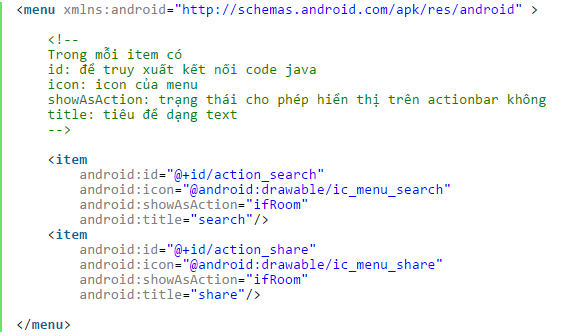 <menu xmlns:android="http://schemas.android.com/apk/res/android" >
<!--
Trong mỗi item có
id: để truy xuất kết nối code java
icon: icon của menu
showAsAction: trạng thái cho phép hiển thị trên actionbar không
title: tiêu đề dạng text
-->
<item
android:id="@+id/action_search"
android:icon="@android:drawable/ic_menu_search"
android:showAsAction="ifRoom"
android:title="search"/>
<item
android:id="@+id/action_share"
android:icon="@android:drawable/ic_menu_share"
android:showAsAction="ifRoom"
android:title="share"/>
</menu>